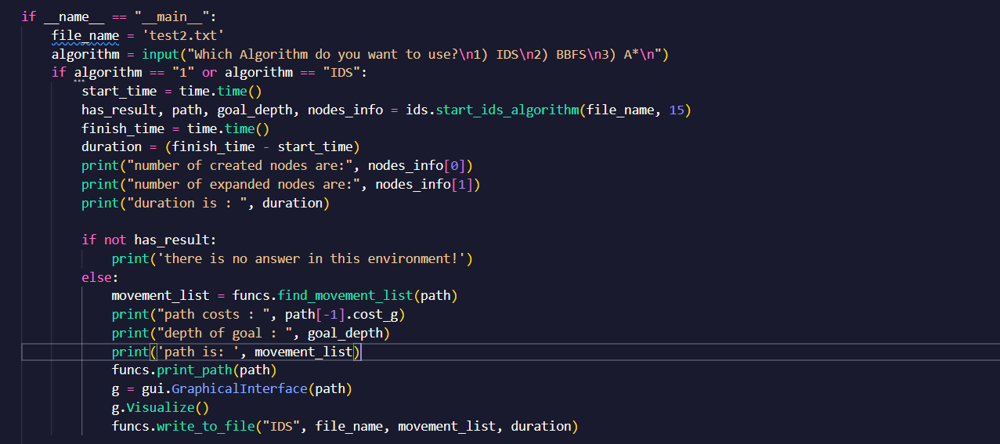 if __name__ == "__main__":
    file_name = 'test2.txt'
    algorithm = input("Which Algorithm do you want to use?\n1) IDS\n2) BBFS\n3) A*\n")
    if algorithm == "1" or algorithm == "IDS":
        start_time = time.time()
        has_result, path, goal_depth, nodes_info = ids.start_ids_algorithm(file_name, 15)
        finish_time = time.time()
        duration = (finish_time - start_time)
        print("number of created nodes are:", nodes_info[0])
        print("number of expanded nodes are:", nodes_info[1])
        print("duration is : ", duration)

        if not has_result:
            print('there is no answer in this environment!')
        else:
            movement_list = funcs.find_movement_list(path)
            print("path costs : ", path[-1].cost_g)
            print("depth of goal : ", goal_depth)
            print('path is: ', movement_list)
            funcs.print_path(path)
            g = gui.GraphicalInterface(path)
            g.Visualize()
            funcs.write_to_file("IDS", file_name, movement_list, duration)